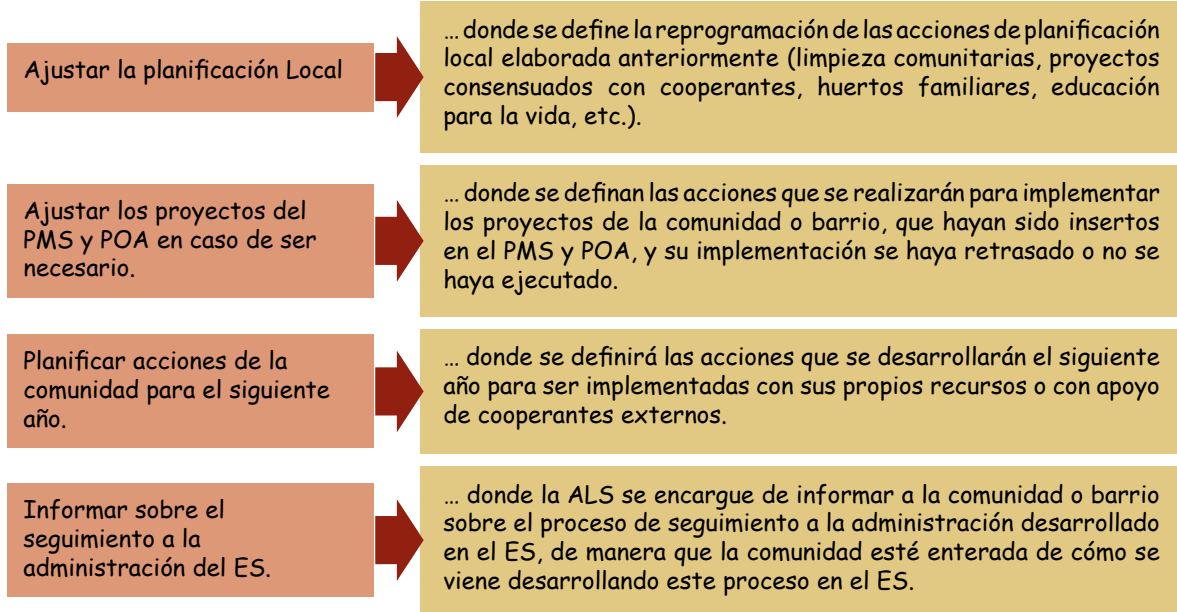 Ajustar la planificación Local
... donde se define la reprogramación de las acciones de planificación
local elaborada anteriormente (limpieza comunitarias, proyectos
consensuados con cooperantes, huertos familiares, educación
para la vida, etc.).
Ajustar los proyectos del
PMS y POA en caso de ser
necesario.
... donde se definan las acciones que se realizarán para implementar
los proyectos de la comunidad o barrio, que hayan sido insertos
en el PMS y POA, y su implementación se haya retrasado o no se
haya ejecutado.
Planificar acciones de la
comunidad para el siguiente
año.
... donde se definirá las acciones que se desarrollarán el siguiente
año para ser implementadas con sus propios recursos o con apoyo
de cooperantes externos.
Informar sobre el
seguimiento a la
administración del ES.
... donde la ALS se encargue de informar a la comunidad o barrio
sobre el proceso de seguimiento a la administración desarrollado
en el ES, de manera que la comunidad esté enterada de cómo se
viene desarrollando este proceso en el ES.